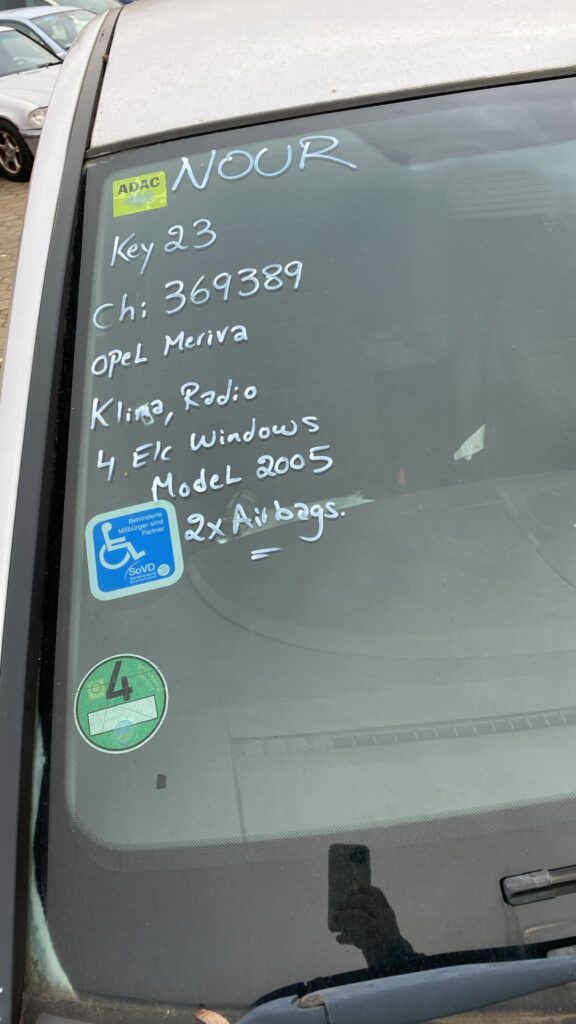 ADAC
NOUR
Key 23
Ch: 369389
OPEL Meriva
Klima, Radio
4 Elc Windows
Model 2005
2x Airbags.
Behinderte
Mitbürger sind
Partner
SoVD
4